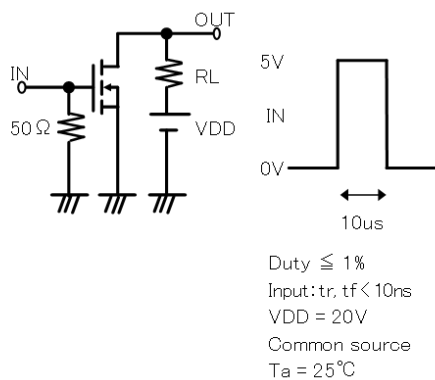 OUT
IN
RL
50Ω
VDD
5V
IN
0V
10us
Duty ≦ 1%
Input:tr, tf < 10ns
VDD = 20V
Common source
Ta = 25℃